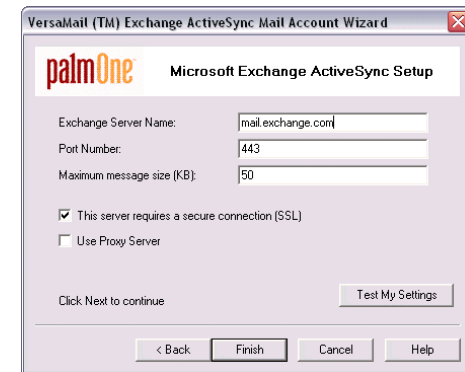 VersaMail (TM) Exchange ActiveSync Mail Account Wizard
palmOne
Microsoft Exchange ActiveSync Setup
Exchange Server Name: mail.exchange.com
Port Number: 443
Maximum message size (KB): 50
This server requires a secure connection (SSL)
Use Proxy Server
Click Next to continue Test My Settings
< Back Finish Cancel Help